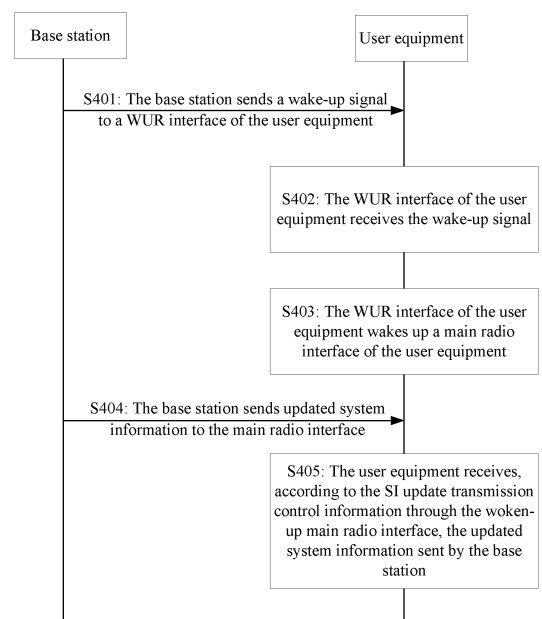 Base station
User equipment
S401: The base station sends a wake-up signal
to a WUR interface of the user equipment
S402: The WUR interface of the user
equipment receives the wake-up signal
S403: The WUR interface of the user
equipment wakes up a main radio
interface of the user equipment
S404: The base station sends updated system
information to the main radio interface
S405: The user equipment receives,
according to the SI update transmission
control information through the woken-
up main radio interface, the updated
system information sent by the base
station